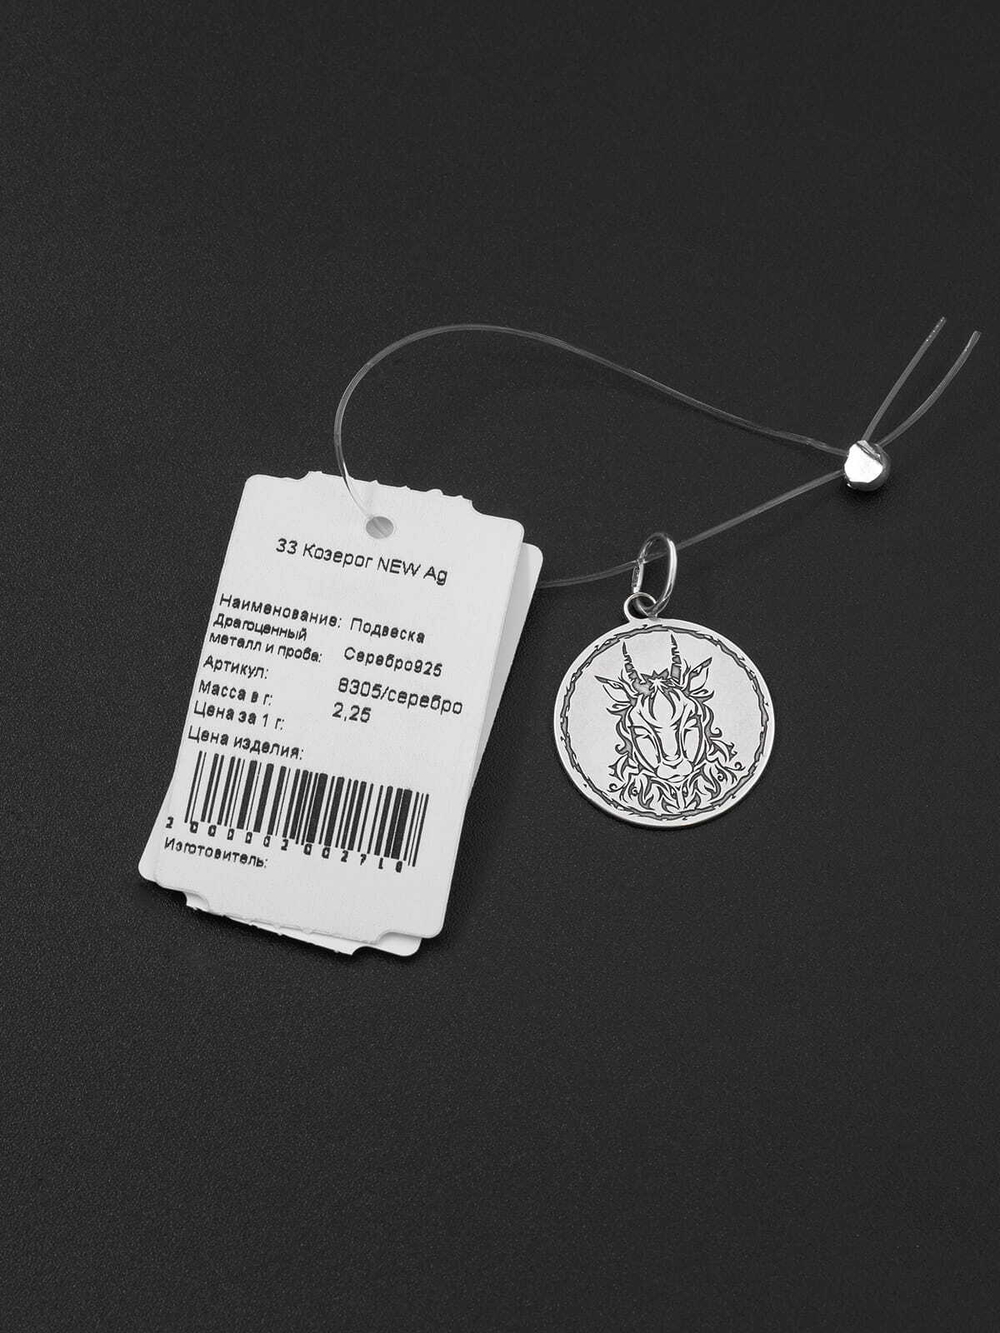 33 Козерог NEW Ag
Наименование: Подвеска
Драгоценный
металл и проба: Серебро925
Артикул: 8305/серебро
Масса в г: 2,25
Цена за 1 г:
Цена изделия:
Изготовитель: